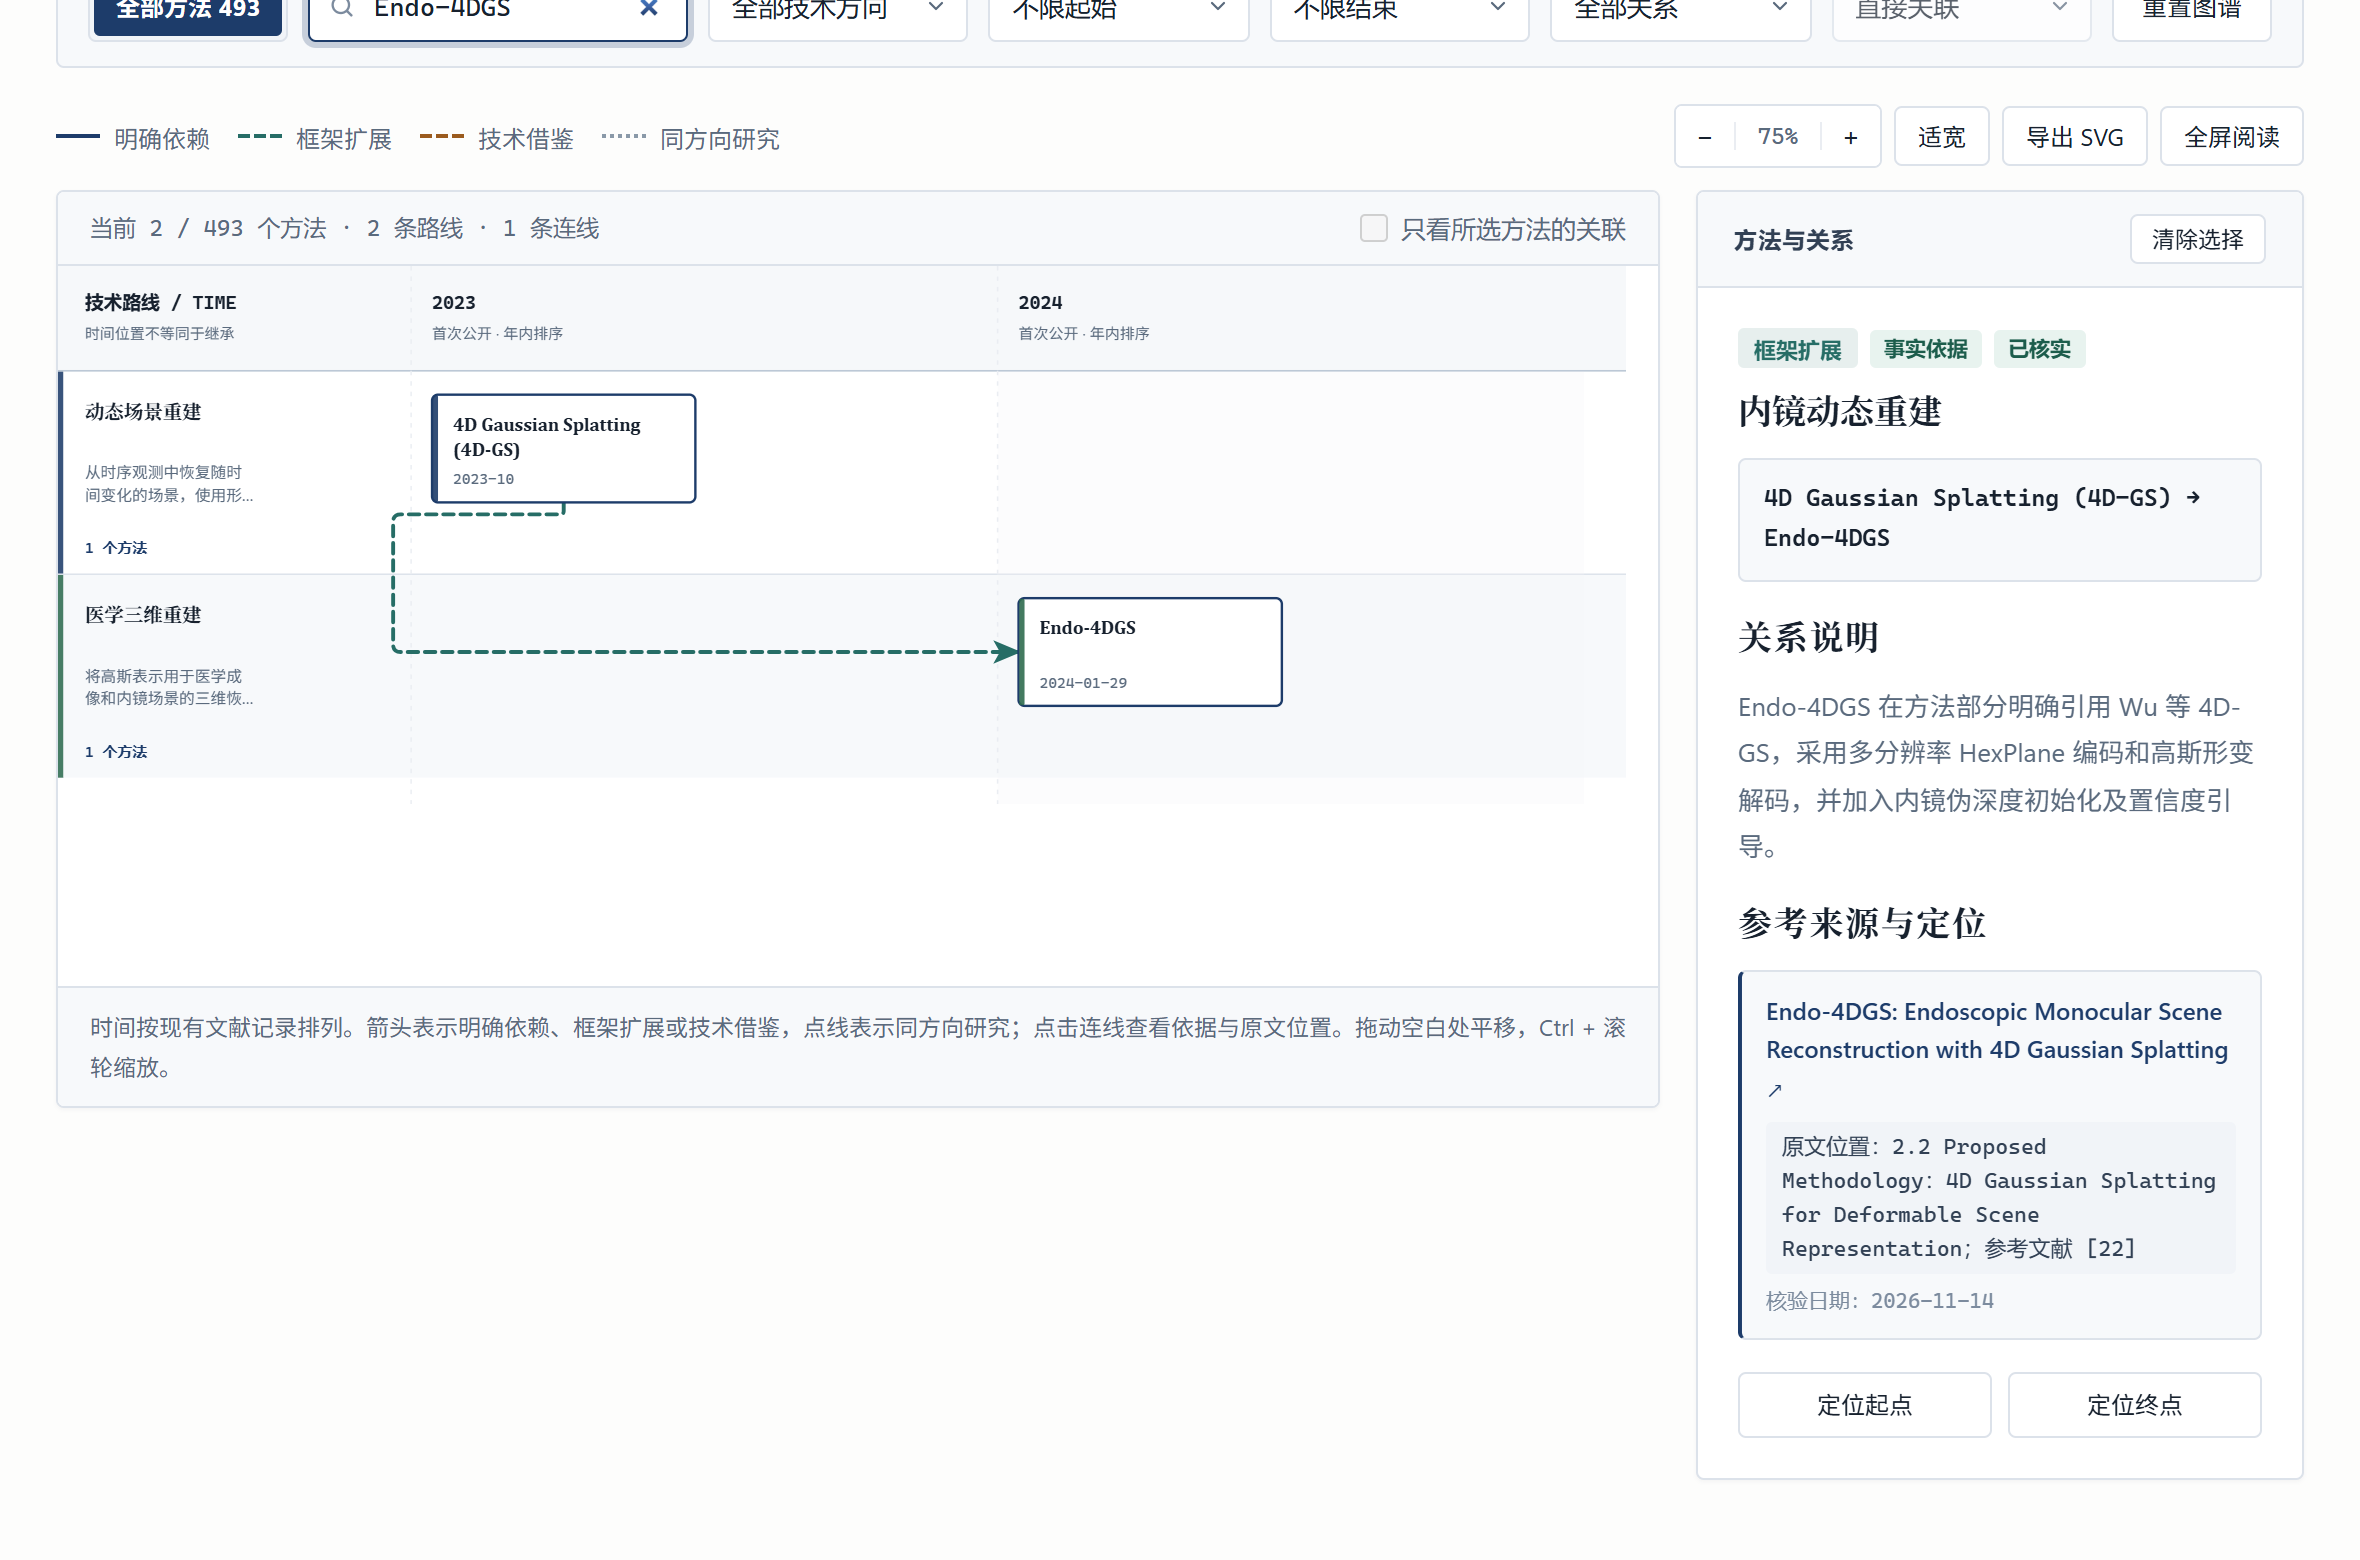 全部方法 493
Endo-4DGS
全部技术方向
不限起始
不限结束
全部关系
直接关联
重置图谱
明确依赖
框架扩展
技术借鉴
同方向研究
− 75% +
适宽
导出 SVG
全屏阅读
当前 2 / 493 个方法 · 2 条路线 · 1 条连线
只看所选方法的关联
技术路线 / TIME
时间位置不等同于继承
2023
首次公开 · 年内排序
2024
首次公开 · 年内排序
动态场景重建
从时序观测中恢复随时
间变化的场景，使用形...
1 个方法
4D Gaussian Splatting
(4D-GS)
2023-10
医学三维重建
将高斯表示用于医学成
像和内镜场景的三维恢...
1 个方法
Endo-4DGS
2024-01-29
时间按现有文献记录排列。箭头表示明确依赖、框架扩展或技术借鉴，点线表示同方向研究；点击连线查看依据与原文位置。拖动空白处平移，Ctrl + 滚
轮缩放。
方法与关系
清除选择
框架扩展
事实依据
已核实
内镜动态重建
4D Gaussian Splatting (4D-GS) →
Endo-4DGS
关系说明
Endo-4DGS 在方法部分明确引用 Wu 等 4D-
GS，采用多分辨率 HexPlane 编码和高斯形变
解码，并加入内镜伪深度初始化及置信度引
导。
参考来源与定位
Endo-4DGS: Endoscopic Monocular Scene
Reconstruction with 4D Gaussian Splatting
↗
原文位置：2.2 Proposed
Methodology：4D Gaussian Splatting
for Deformable Scene
Representation；参考文献 [22]
核验日期：2026-11-14
定位起点
定位终点